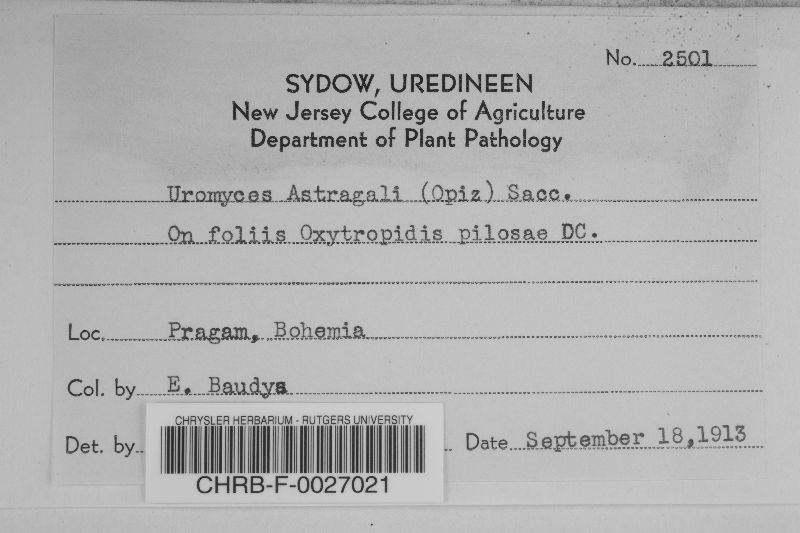 No. 2501
SYDOW, UREDINEEN
New Jersey College of Agriculture
Department of Plant Pathology
Uromyces Astragali (Opiz) Sacc.
On foliis Oxytropidis pilosae DC.
Loc. Pragam, Bohemia
Col. by E. Baudys
Det. by Date September 18,1913
CHRYSLER HERBARIUM - RUTGERS UNIVERSITY
CHRB-F-0027021